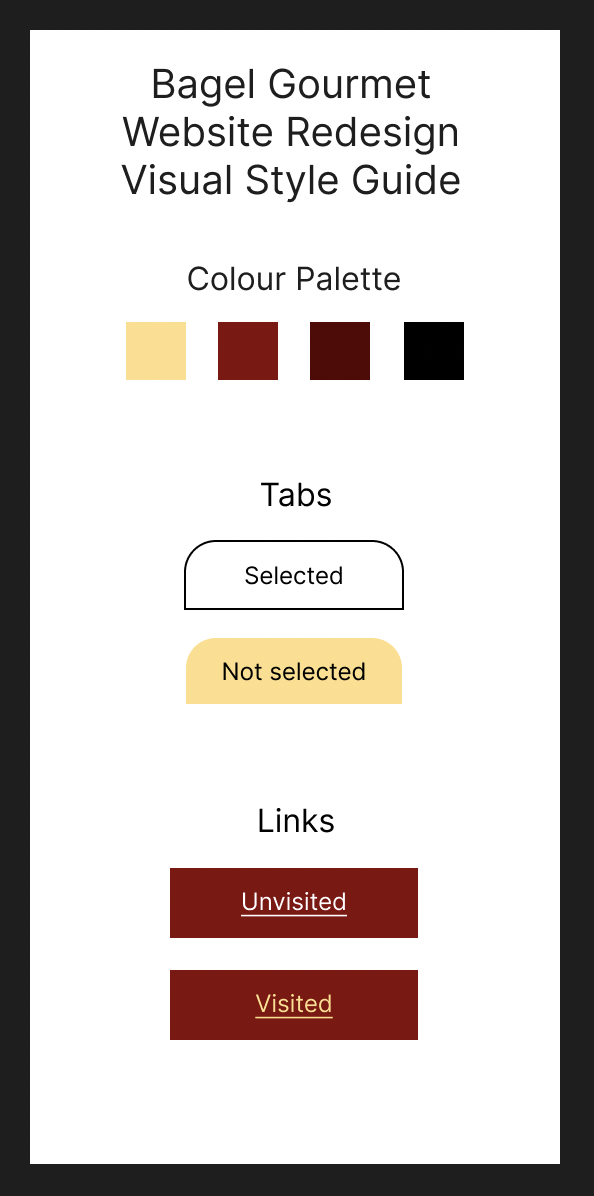 Bagel Gourmet
Website Redesign
Visual Style Guide
Colour Palette
Tabs
Selected
Not selected
Links
Unvisited
Visited